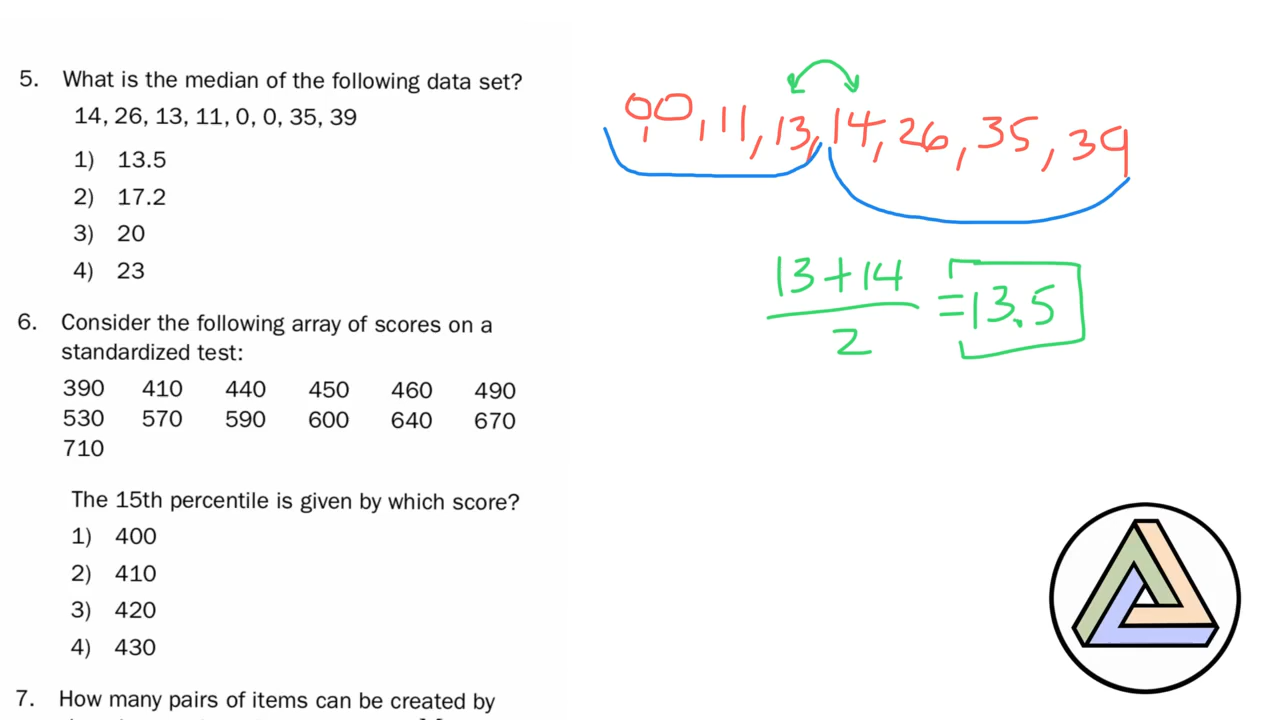 5. What is the median of the following data set?
14, 26, 13, 11, 0, 0, 35, 39
1) 13.5
2) 17.2
3) 20
4) 23
6. Consider the following array of scores on a
standardized test:
390 410 440 450 460 490
530 570 590 600 640 670
710
The 15th percentile is given by which score?
1) 400
2) 410
3) 420
4) 430
7. How many pairs of items can be created by
0,0, 11, 13, 14, 26, 35, 39
13+14
2
=13.5